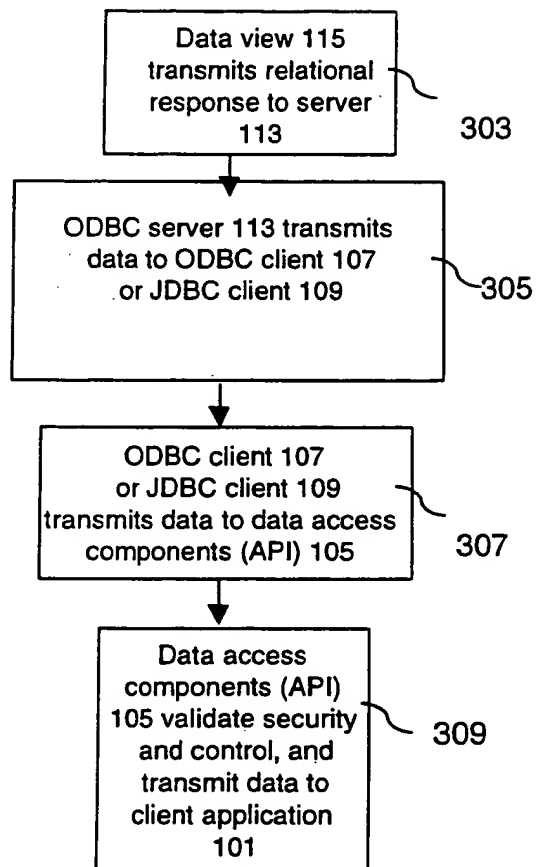 Data view 115
transmits relational
response to server
113
303
ODBC server 113 transmits
data to ODBC client 107
or JDBC client 109
305
ODBC client 107
or JDBC client 109
transmits data to data access
components (API) 105
307
Data access
components (API)
105 validate security
and control, and
transmit data to
client application
101
309